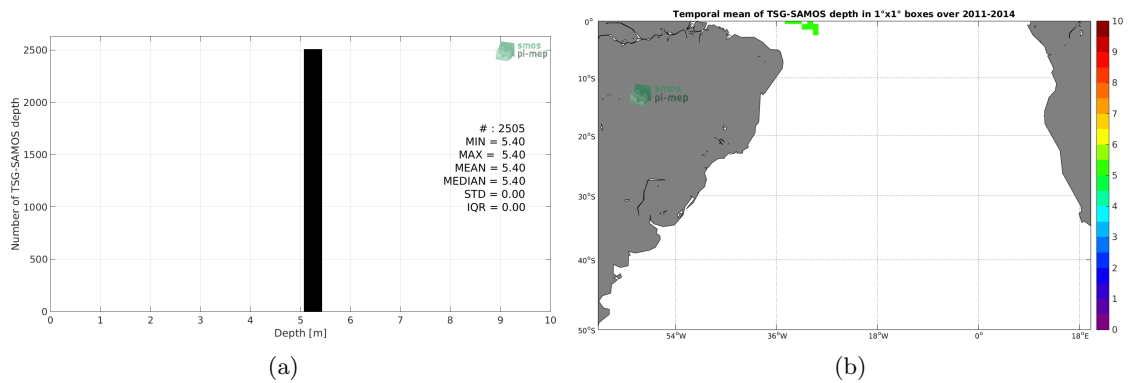 smos
pi-mep
Number of TSG-SAMOS depth
2500
2000
1500
1000
500
0
# : 2505
MIN = 5.40
MAX = 5.40
MEAN = 5.40
MEDIAN = 5.40
STD = 0.00
IQR = 0.00
0 1 2 3 4 5 6 7 8 9 10
Depth [m]
(a)
Temporal mean of TSG-SAMOS depth in 1°x1° boxes over 2011-2014
0°
10°S
20°S
30°S
40°S
50°S
smos
pi-mep
54°W 36°W 18°W 0° 18°E
10
9
8
7
6
5
4
3
2
1
0
(b)